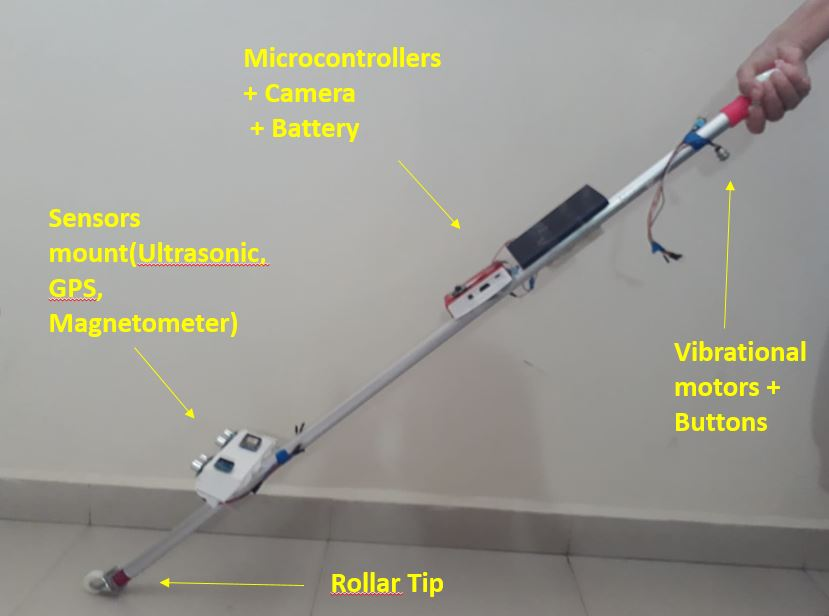 Microcontrollers
+ Camera
+ Battery
Sensors
mount(Ultrasonic,
GPS,
Magnetometer)
Vibrational
motors +
Buttons
Rollar Tip